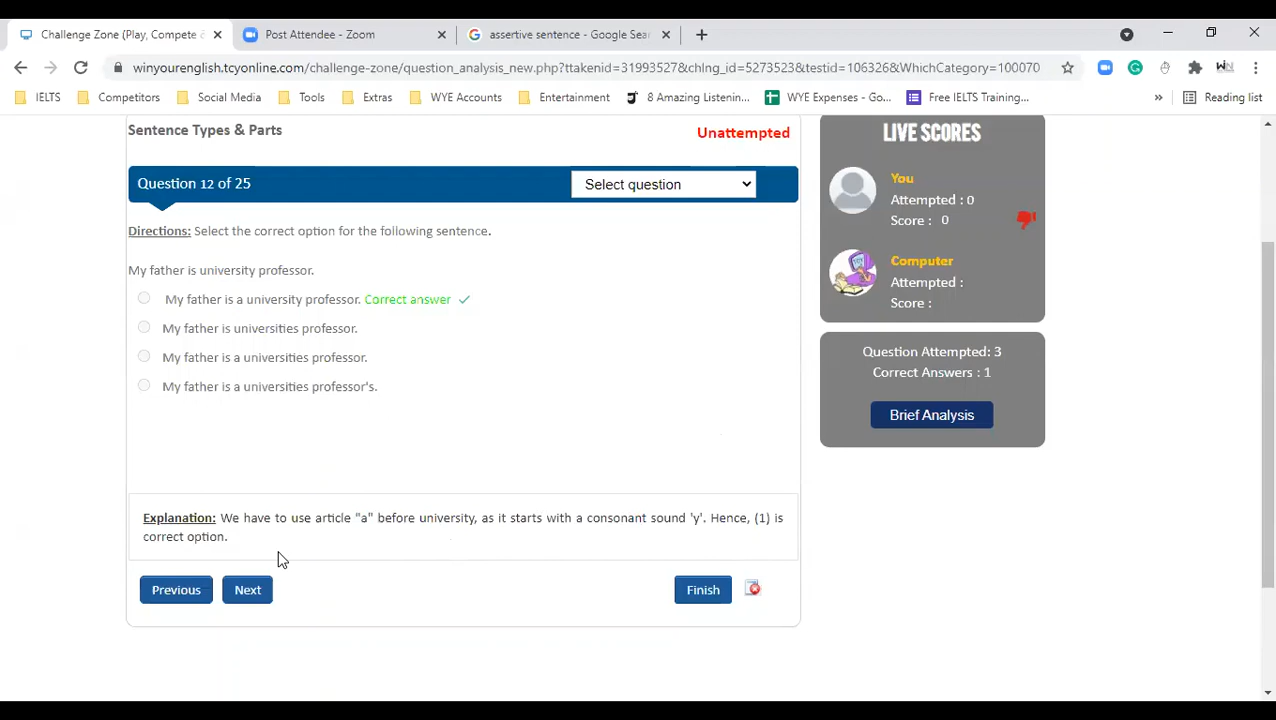 Challenge Zone (Play, Compete &
Post Attendee - Zoom
assertive sentence - Google Sear
winyourenglish.tcyonline.com/challenge-zone/question_analysis_new.php?ttakenid=31993527&chlng_id=5273523&testid=106326&WhichCategory=100070
IELTS
Competitors
Social Media
Tools
Extras
WYE Accounts
Entertainment
8 Amazing Listenin...
WYE Expenses - Go...
Free IELTS Training...
»
Reading list
Sentence Types & Parts
Unattempted
Question 12 of 25
Select question
Directions: Select the correct option for the following sentence.
My father is university professor.
My father is a university professor. Correct answer ✓
My father is universities professor.
My father is a universities professor.
My father is a universities professor's.
Explanation: We have to use article "a" before university, as it starts with a consonant sound 'y'. Hence, (1) is
correct option.
Previous
Next
Finish
LIVE SCORES
You
Attempted : 0
Score : 0
Computer
Attempted :
Score :
Question Attempted: 3
Correct Answers : 1
Brief Analysis